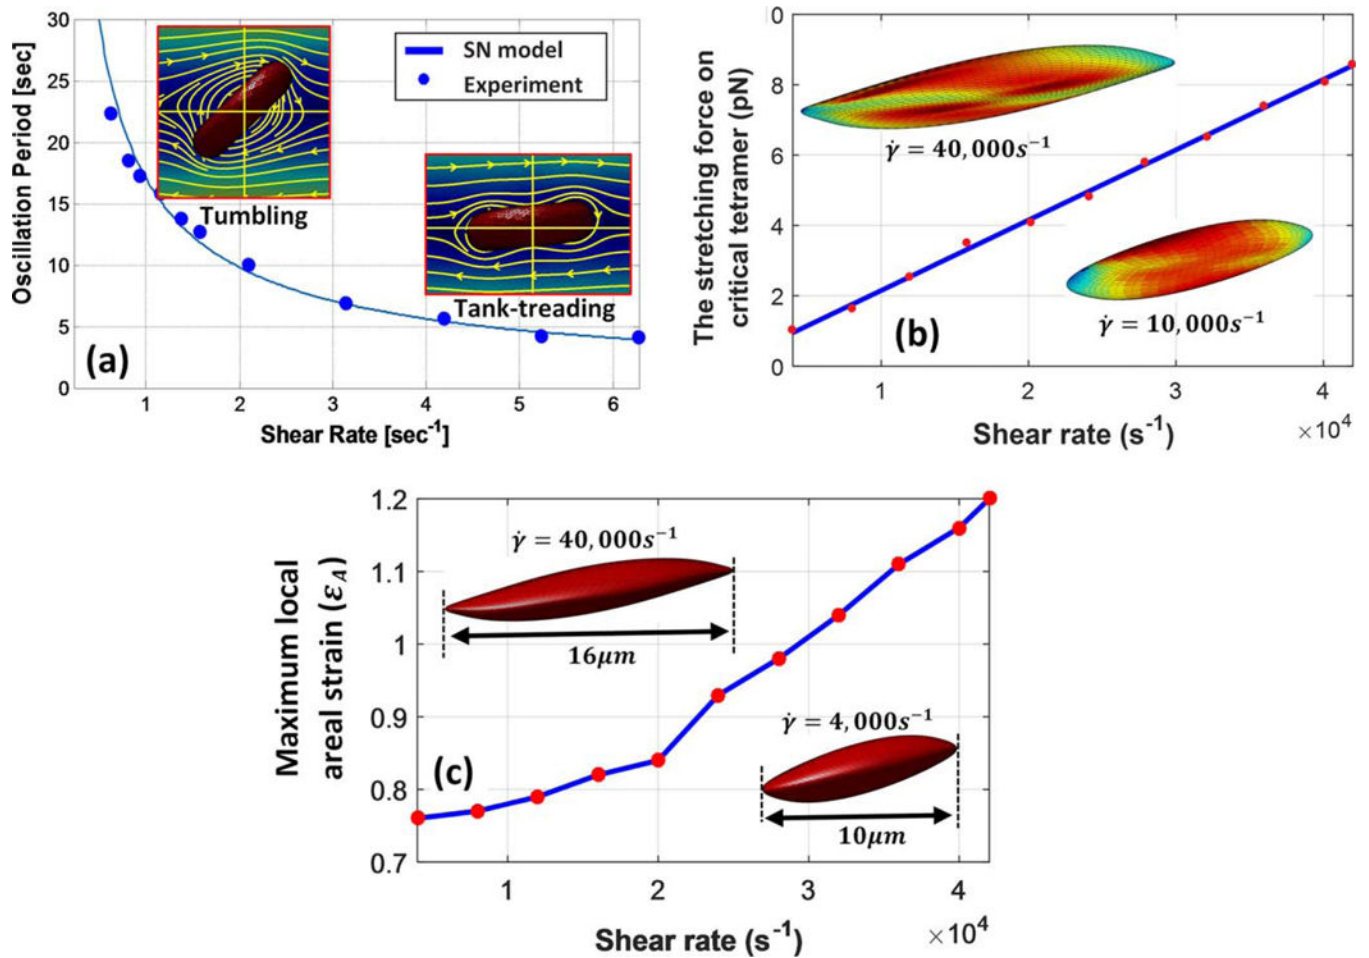 30
25
20
15
10
5
0
Oscillation Period [sec]
SN model
Experiment
Tumbling
Tank-treading
(a)
1
2
3
4
5
6
Shear Rate [sec⁻¹]
0
8
6
4
2
0
The stretching force on
critical tetramer (pN)
γ̇ = 40,000s⁻¹
γ̇ = 10,000s⁻¹
(b)
1
2
3
4
Shear rate (s⁻¹)
×10⁴
1.2
1.1
1
0.9
0.8
0.7
Maximum local
areal strain (ε_A)
γ̇ = 40,000s⁻¹
16μm
γ̇ = 4,000s⁻¹
10μm
(c)
1
2
3
4
Shear rate (s⁻¹)
×10⁴